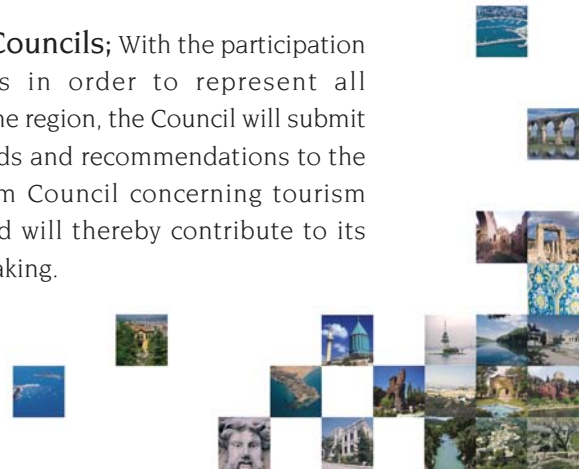 Councils; With the participation
s in order to represent all
he region, the Council will submit
ds and recommendations to the
m Council concerning tourism
d will thereby contribute to its
aking.